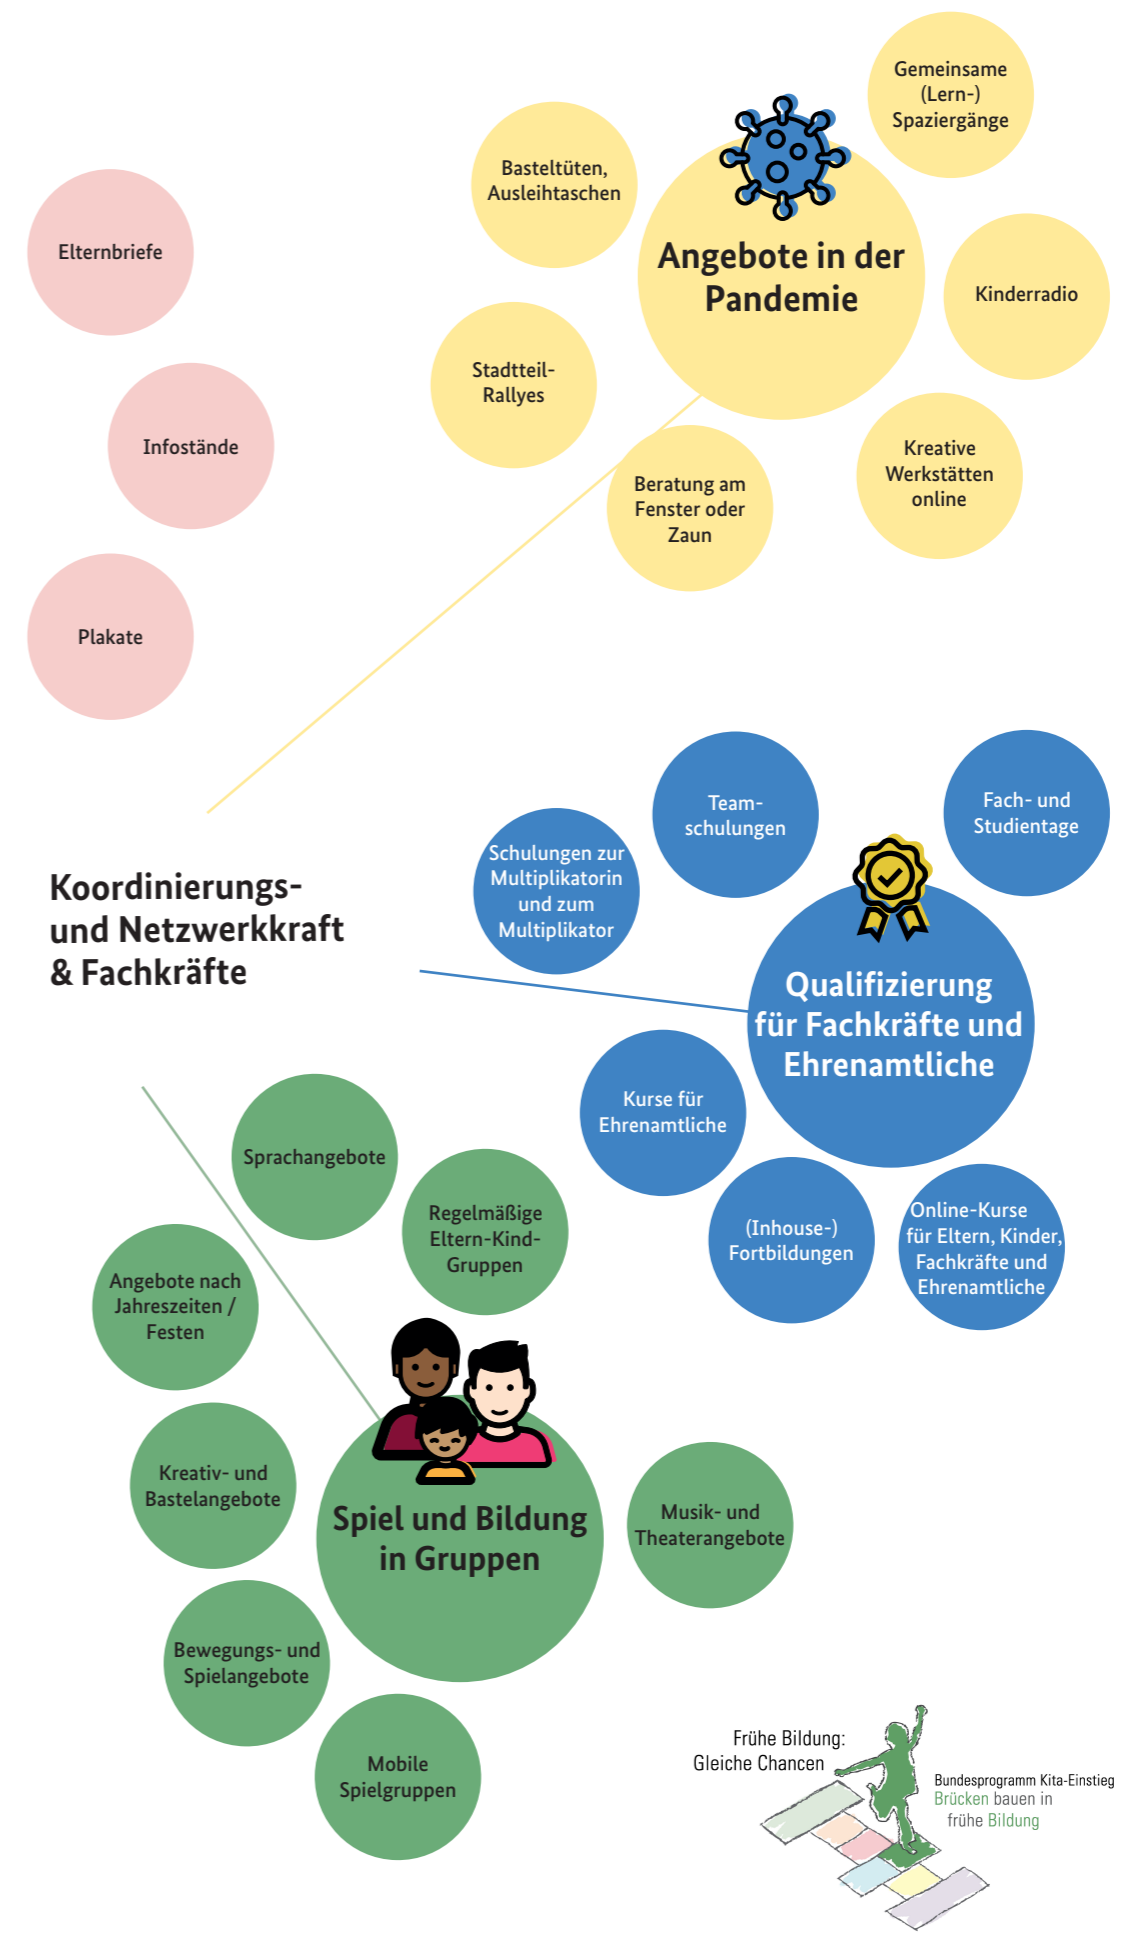 Elternbriefe
Infostände
Plakate
Gemeinsame
(Lern-)
Spaziergänge
Basteltüten,
Ausleihtaschen
Angebote in der
Pandemie
Kinderradio
Stadtteil-
Rallyes
Beratung am
Fenster oder
Zaun
Kreative
Werkstätten
online
Koordinierungs-
und Netzwerkkraft
& Fachkräfte
Team-
schulungen
Fach- und
Studientage
Schulungen zur
Multiplikatorin
und zum
Multiplikator
Qualifizierung
für Fachkräfte und
Ehrenamtliche
Kurse für
Ehrenamtliche
(Inhouse-)
Fortbildungen
Online-Kurse
für Eltern, Kinder,
Fachkräfte und
Ehrenamtliche
Sprachangebote
Regelmäßige
Eltern-Kind-
Gruppen
Angebote nach
Jahreszeiten /
Festen
Kreativ- und
Bastelangebote
Spiel und Bildung
in Gruppen
Musik- und
Theaterangebote
Bewegungs- und
Spielangebote
Mobile
Spielgruppen
Frühe Bildung:
Gleiche Chancen
Bundesprogramm Kita-Einstieg
Brücken bauen in
frühe Bildung